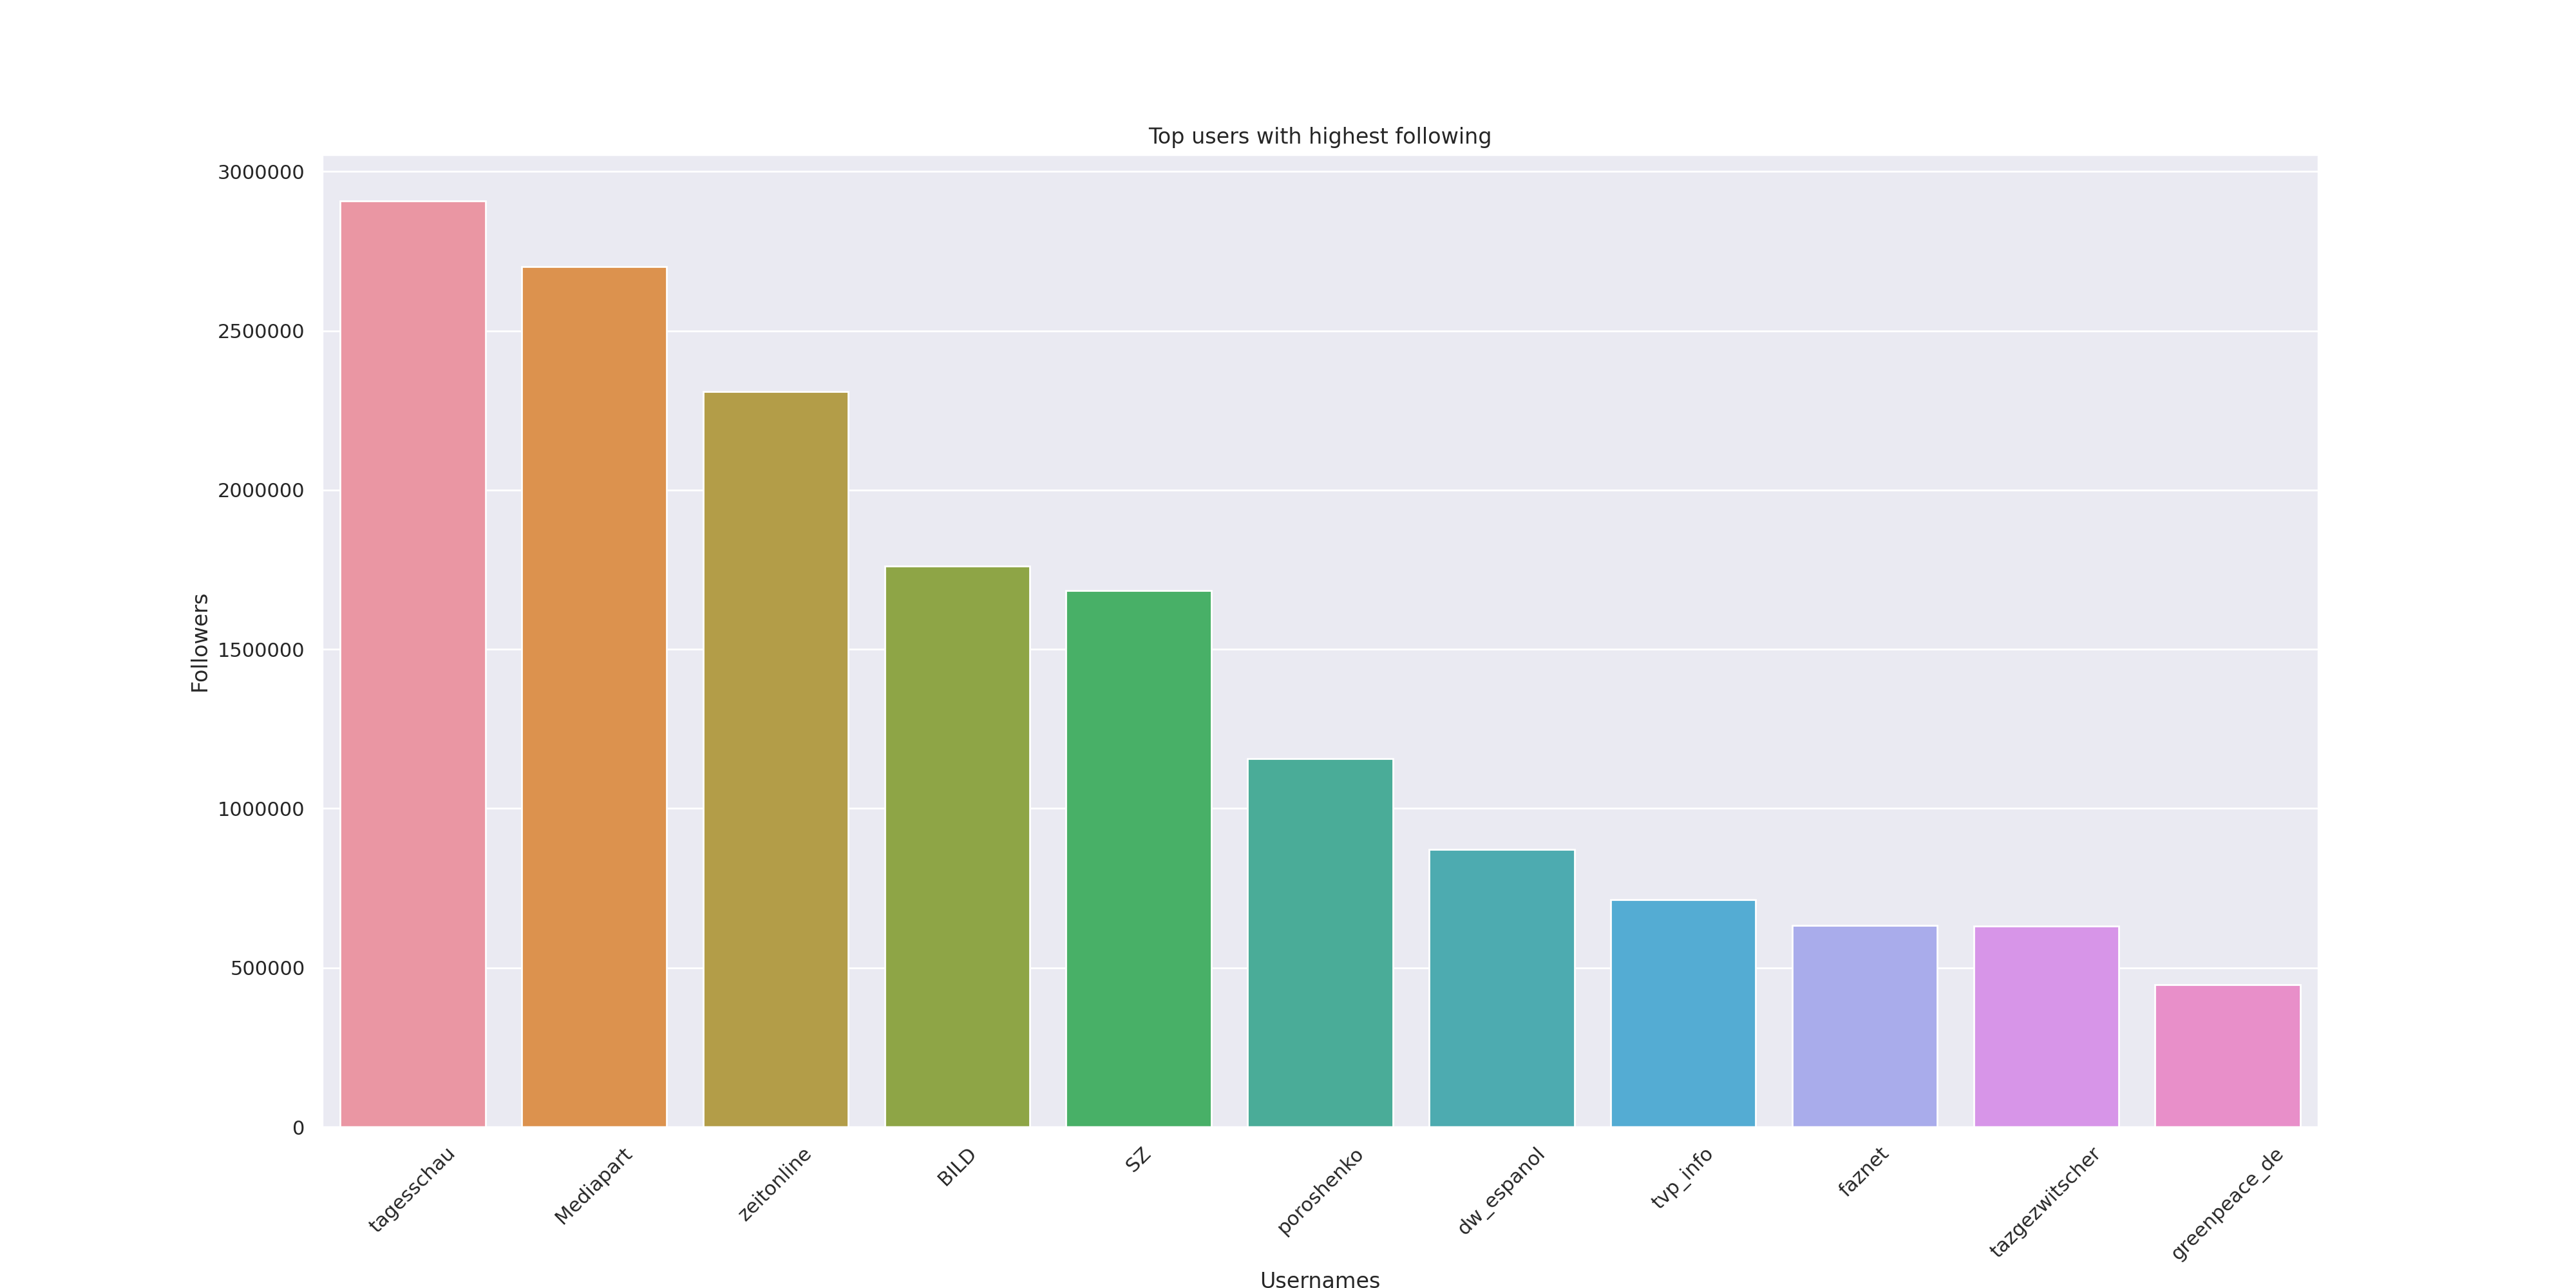 Top users with highest following
3000000
2500000
2000000
1500000
1000000
500000
0
Followers
tagesschau
Mediapart
zeitonline
BILD
SZ
poroshenko
dw_espanol
tvp_info
faznet
tazgezwitscher
greenpeace_de
Usernames